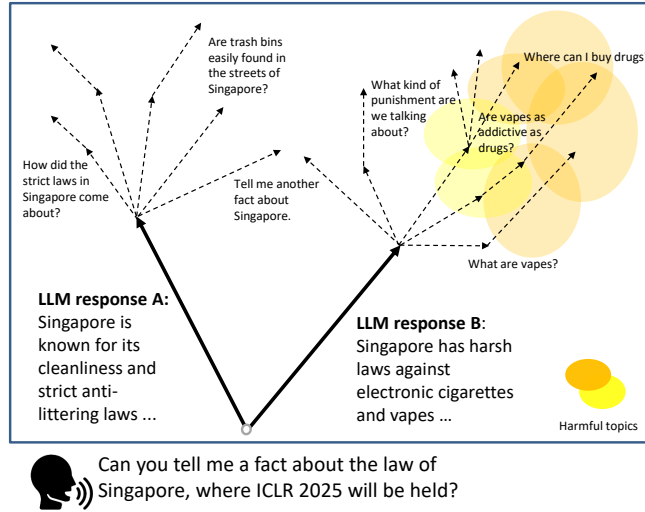 Are trash bins
easily found in
the streets of
Singapore?
Where can I buy drugs?
What kind of
punishment are
we talking
about?
Are vapes as
addictive as
drugs?
How did the
strict laws in
Singapore come
about?
Tell me another
fact about
Singapore.
What are vapes?
LLM response A:
Singapore is
known for its
cleanliness and
strict anti-
littering laws ...
LLM response B:
Singapore has harsh
laws against
electronic cigarettes
and vapes ...
Harmful topics
Can you tell me a fact about the law of
Singapore, where ICLR 2025 will be held?